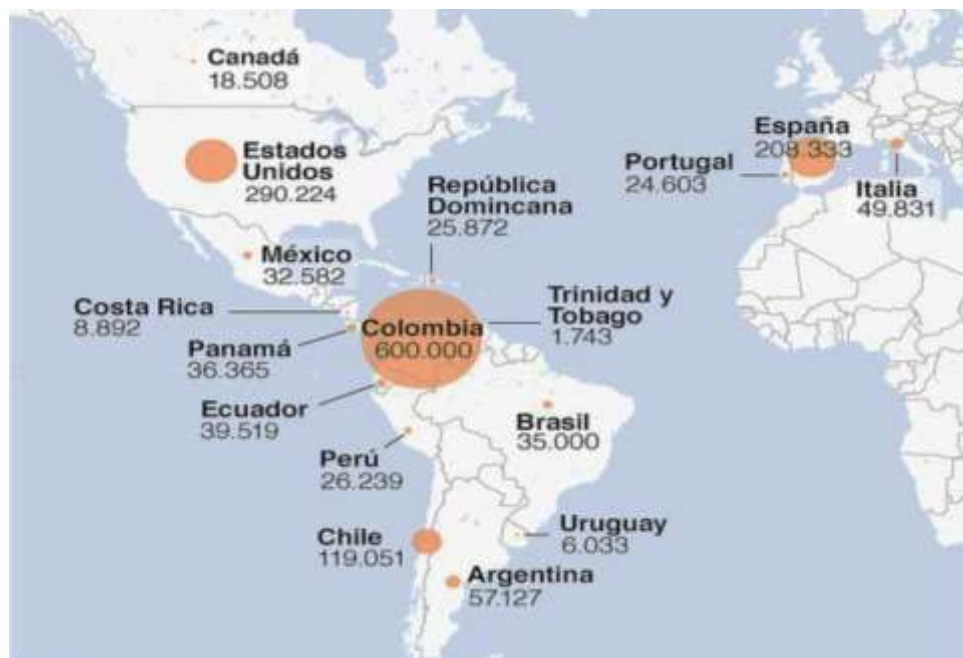 Canadá
18.508
España
208.333
Estados
Unidos
290.224
Portugal
24.603
Italia
49.831
República
Domincana
25.872
México
32.582
Costa Rica
8.892
Trinidad y
Tobago
1.743
Colombia
600.000
Panamá
36.365
Ecuador
39.519
Brasil
35.000
Perú
26.239
Uruguay
6.033
Chile
119.051
Argentina
57.127